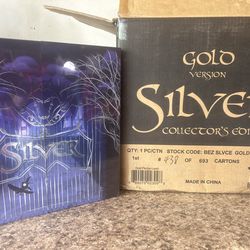 SILVER
GOLD
VERSION
SILVER
COLLECTOR'S EDI
QTY: 1 PC/CTN STOCK CODE: BEZ SLVCE GOLD
1st # 938 OF 693 CARTONS
MADE IN CHINA